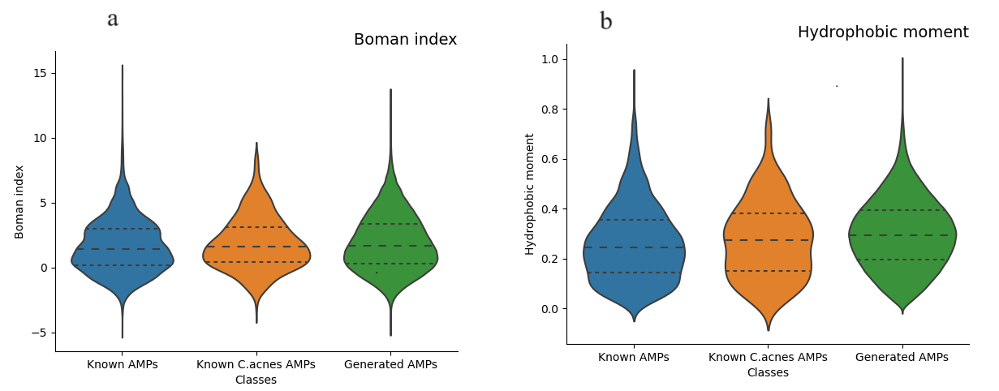 a
Boman index
15
10
5
0
−5
Boman index
Known AMPs Known C.acnes AMPs Generated AMPs
Classes
b
Hydrophobic moment
1.0
0.8
0.6
0.4
0.2
0.0
Hydrophobic moment
Known AMPs Known C.acnes AMPs Generated AMPs
Classes